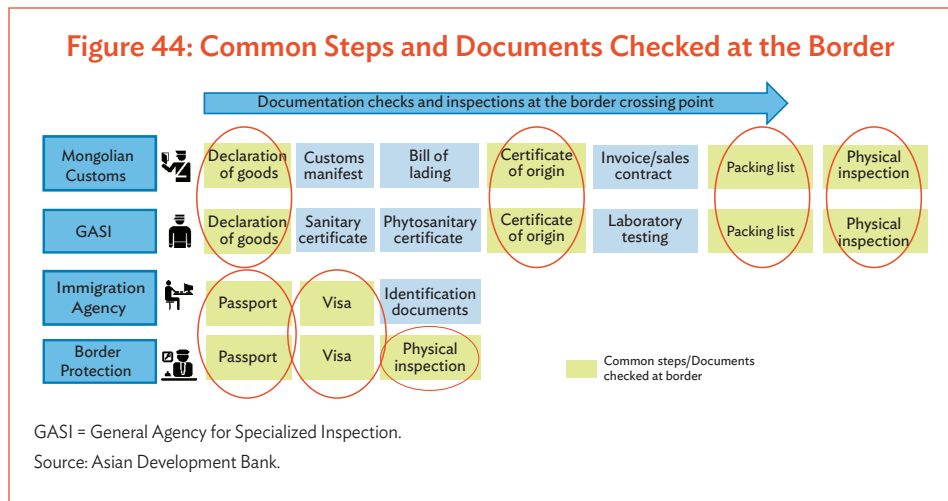 Figure 44: Common Steps and Documents Checked at the Border
Documentation checks and inspections at the border crossing point
Mongolian
Customs
Declaration
of goods
Customs
manifest
Bill of
lading
Certificate
of origin
Invoice/sales
contract
Packing list
Physical
inspection
GASI
Declaration
of goods
Sanitary
certificate
Phytosanitary
certificate
Certificate
of origin
Laboratory
testing
Packing list
Physical
inspection
Immigration
Agency
Passport
Visa
Identification
documents
Border
Protection
Passport
Visa
Physical
inspection
Common steps/Documents
checked at border
GASI = General Agency for Specialized Inspection.
Source: Asian Development Bank.